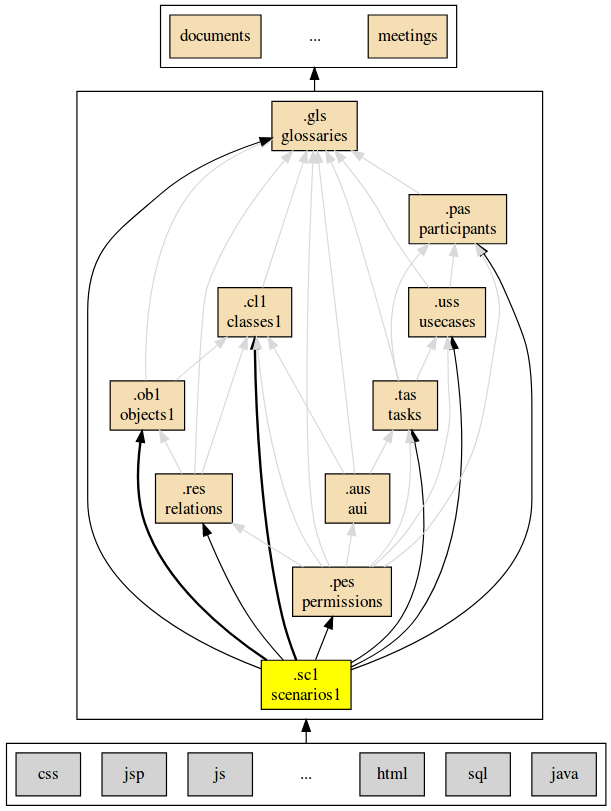 documents ... meetings
.gls
glossaries
.pas
participants
.cl1
classes1
.uss
usecases
.ob1
objects1
.tas
tasks
.res
relations
.aus
aui
.pes
permissions
.sc1
scenarios1
css jsp js ... html sql java